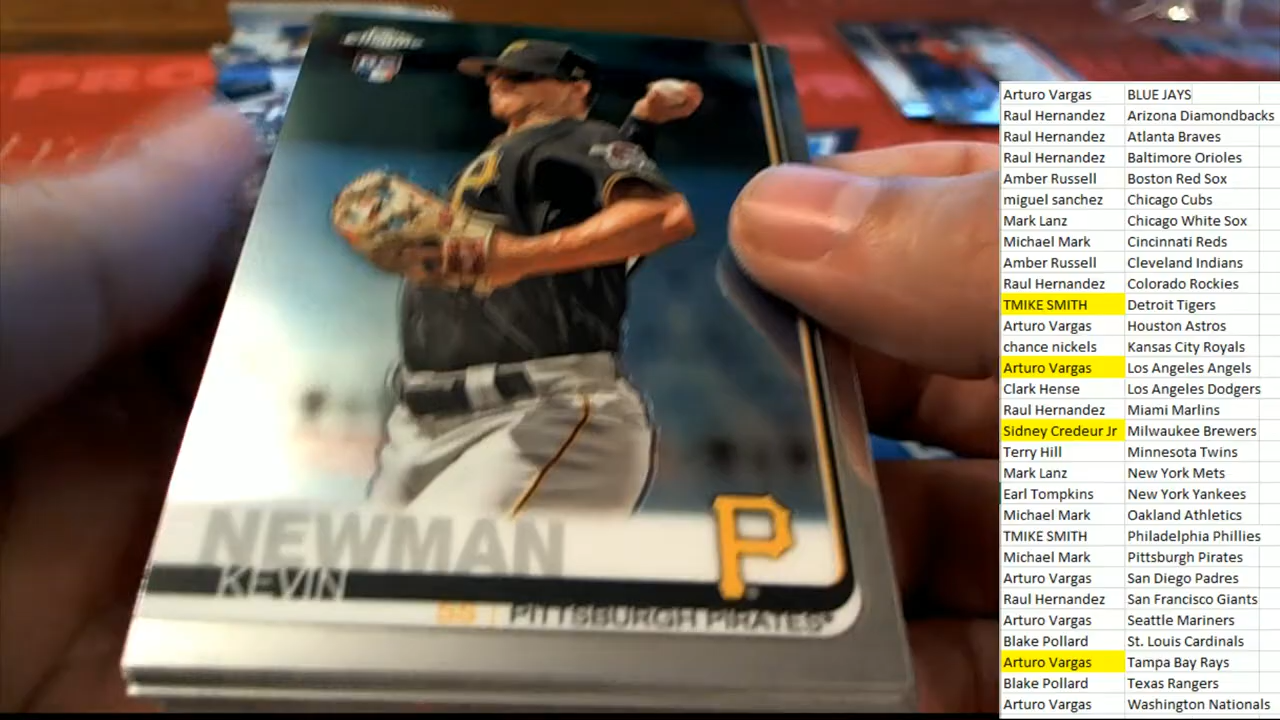 PRO
Chrome
RC
P
NEWMAN
KEVIN
SS | PITTSBURGH PIRATES
P
Arturo Vargas BLUE JAYS
Raul Hernandez Arizona Diamondbacks
Raul Hernandez Atlanta Braves
Raul Hernandez Baltimore Orioles
Amber Russell Boston Red Sox
miguel sanchez Chicago Cubs
Mark Lanz Chicago White Sox
Michael Mark Cincinnati Reds
Amber Russell Cleveland Indians
Raul Hernandez Colorado Rockies
TMIKE SMITH Detroit Tigers
Arturo Vargas Houston Astros
chance nickels Kansas City Royals
Arturo Vargas Los Angeles Angels
Clark Hense Los Angeles Dodgers
Raul Hernandez Miami Marlins
Sidney Credeur Jr Milwaukee Brewers
Terry Hill Minnesota Twins
Mark Lanz New York Mets
Earl Tompkins New York Yankees
Michael Mark Oakland Athletics
TMIKE SMITH Philadelphia Phillies
Michael Mark Pittsburgh Pirates
Arturo Vargas San Diego Padres
Raul Hernandez San Francisco Giants
Arturo Vargas Seattle Mariners
Blake Pollard St. Louis Cardinals
Arturo Vargas Tampa Bay Rays
Blake Pollard Texas Rangers
Arturo Vargas Washington Nationals